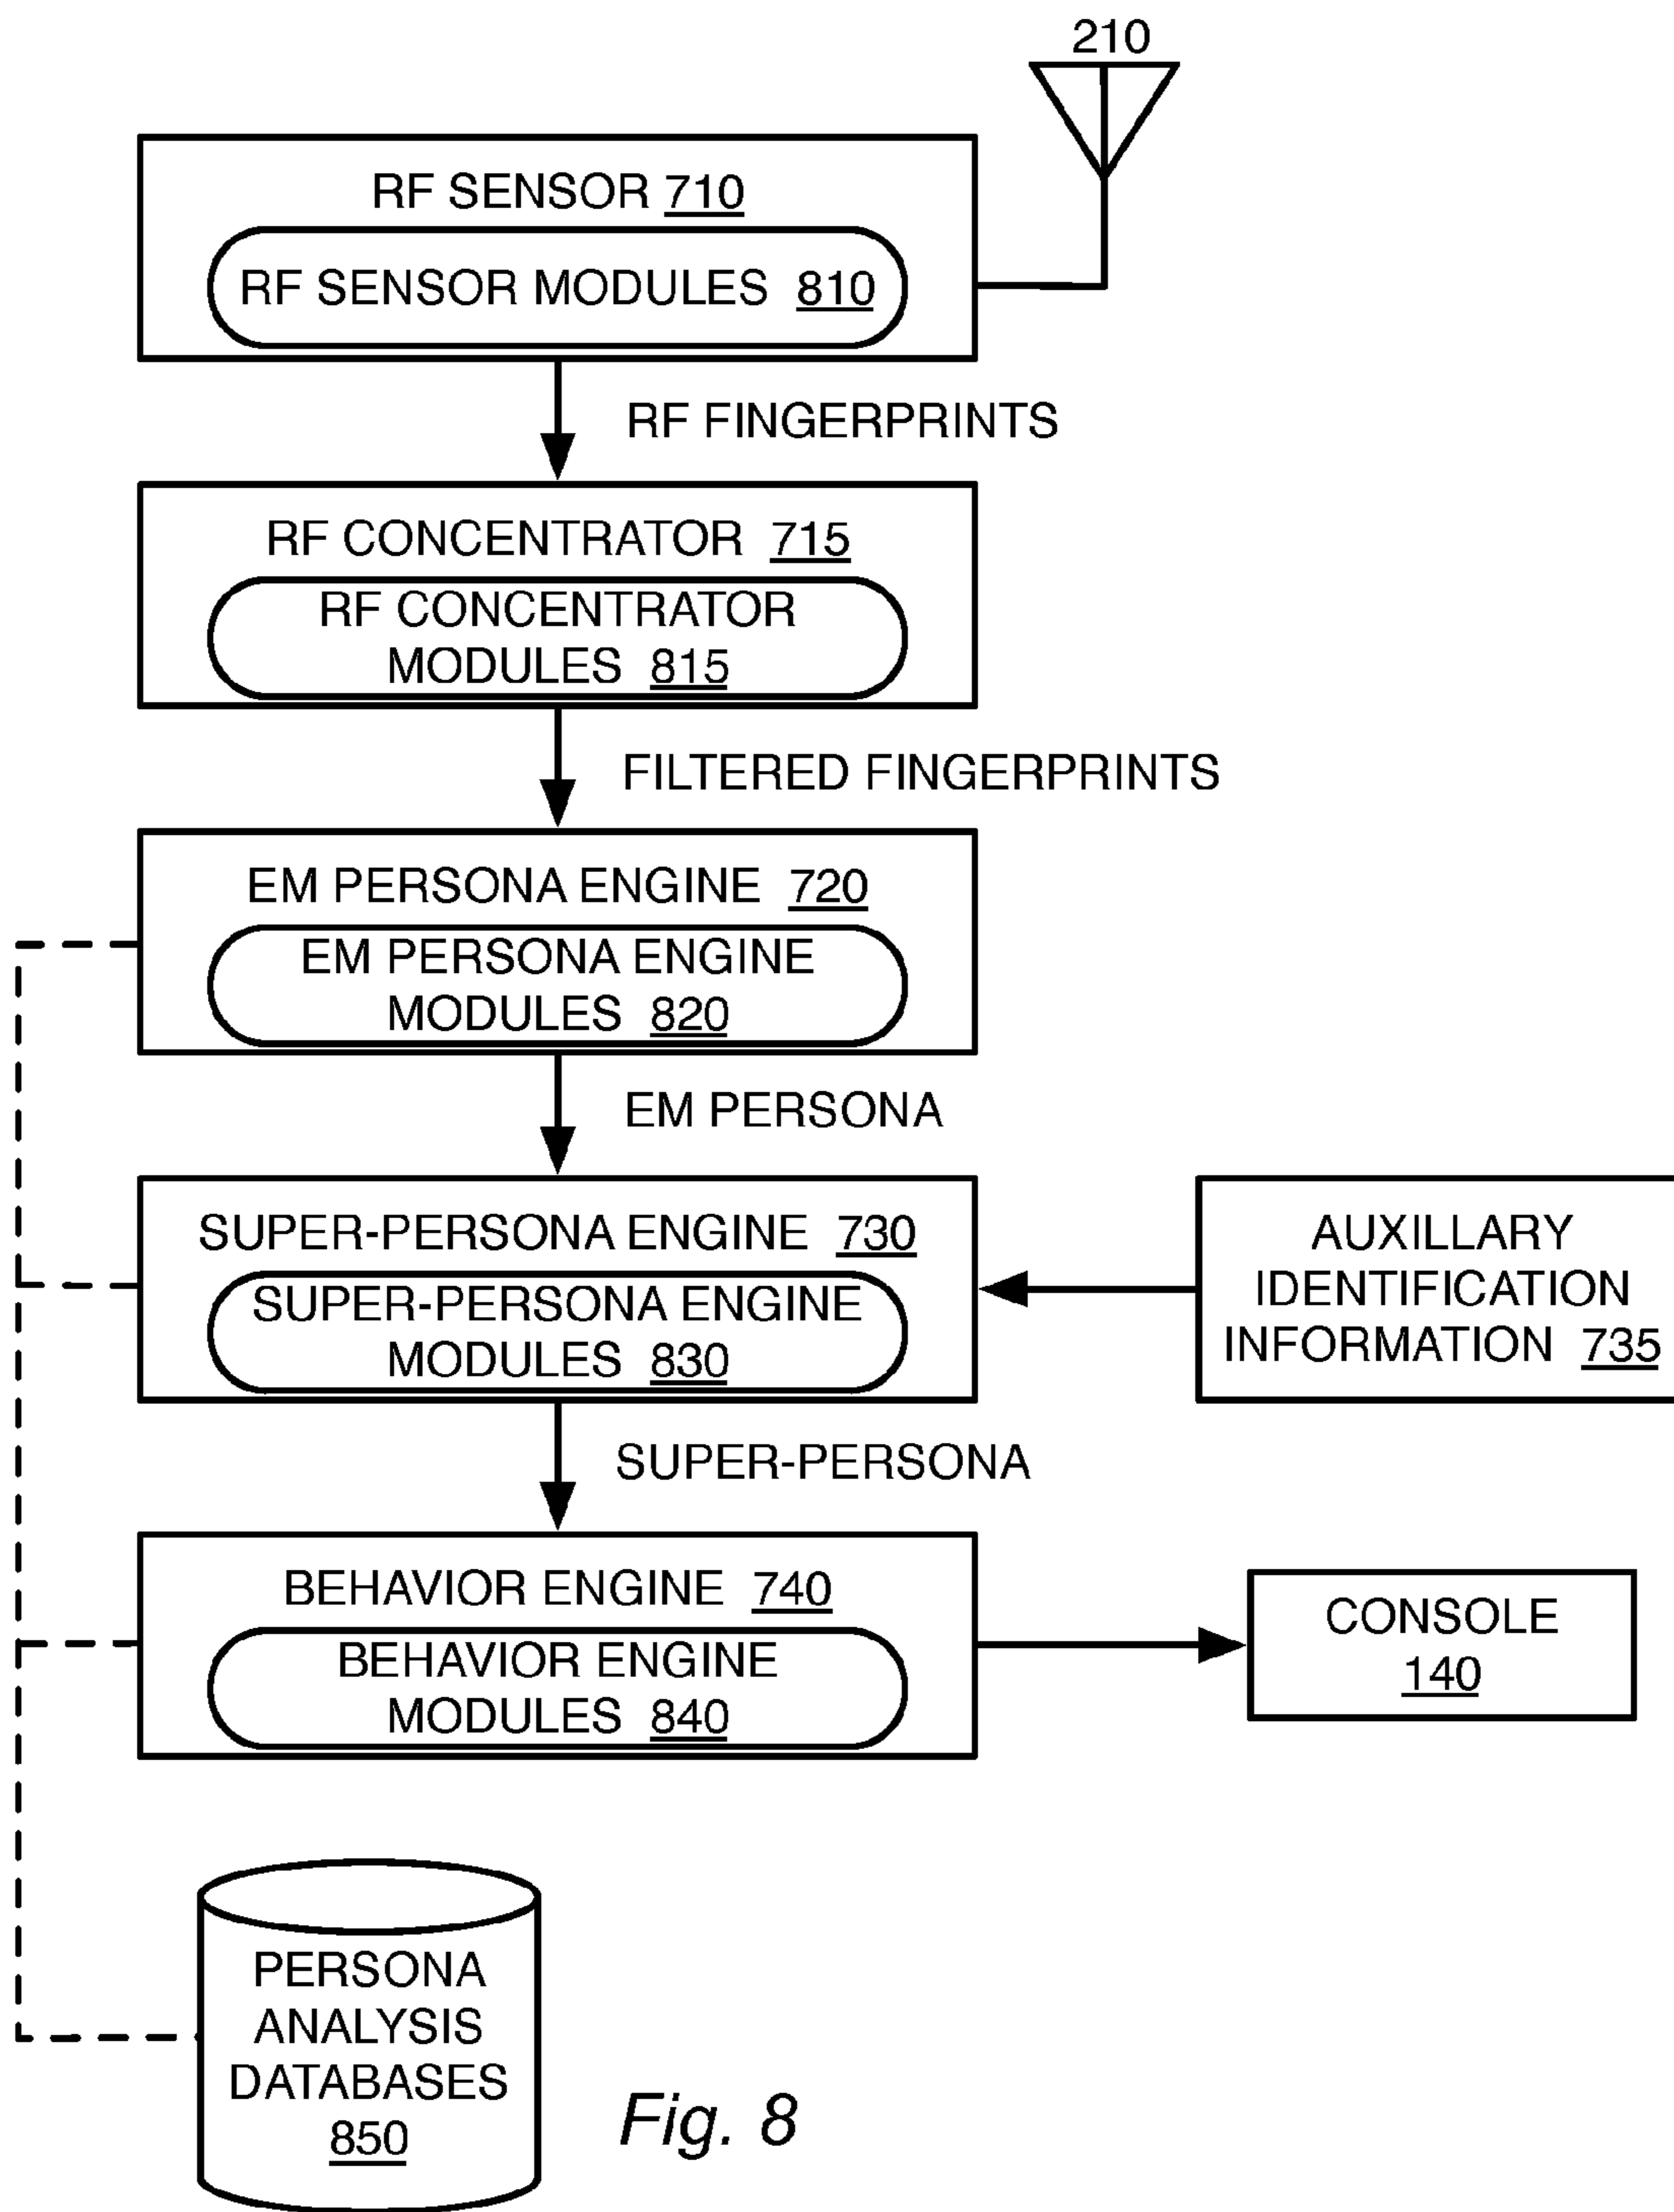 210
RF SENSOR 710
RF SENSOR MODULES 810
RF FINGERPRINTS
RF CONCENTRATOR 715
RF CONCENTRATOR
MODULES 815
FILTERED FINGERPRINTS
EM PERSONA ENGINE 720
EM PERSONA ENGINE
MODULES 820
EM PERSONA
SUPER-PERSONA ENGINE 730
SUPER-PERSONA ENGINE
MODULES 830
AUXILLARY
IDENTIFICATION
INFORMATION 735
SUPER-PERSONA
BEHAVIOR ENGINE 740
BEHAVIOR ENGINE
MODULES 840
CONSOLE
140
PERSONA
ANALYSIS
DATABASES
850
Fig. 8